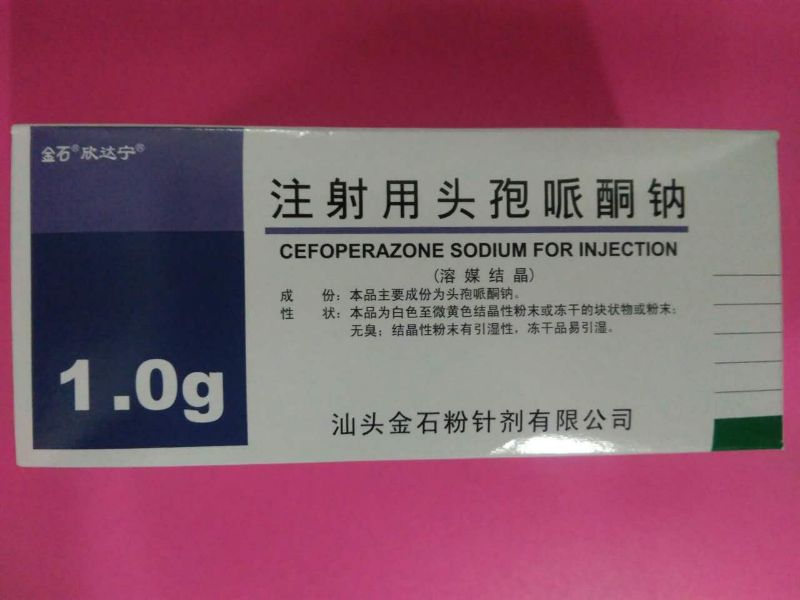 金石®欣达宁®
注射用头孢哌酮钠
CEFOPERAZONE SODIUM FOR INJECTION
(溶媒结晶)
成 份：本品主要成份为头孢哌酮钠。
性 状：本品为白色至微黄色结晶性粉末或冻干的块状物或粉末；
无臭；结晶性粉末有引湿性，冻干品易引湿。
1.0g
汕头金石粉针剂有限公司